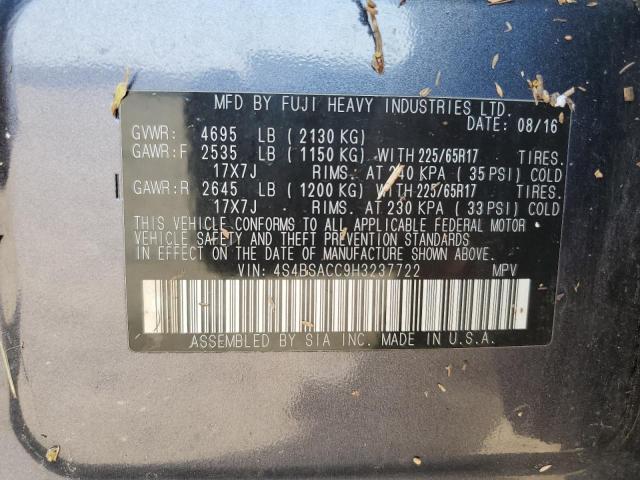 MFD BY FUJI HEAVY INDUSTRIES LTD.
DATE: 08/16
GVWR: 4695 LB (2130 KG)
GAWR:F 2535 LB (1150 KG) WITH 225/65R17 TIRES.
17X7J RIMS. AT 240 KPA (35 PSI) COLD
GAWR:R 2645 LB (1200 KG) WITH 225/65R17 TIRES.
17X7J RIMS. AT 230 KPA (33 PSI) COLD
THIS VEHICLE CONFORMS TO ALL APPLICABLE FEDERAL MOTOR
VEHICLE SAFETY AND THEFT PREVENTION STANDARDS
IN EFFECT ON THE DATE OF MANUFACTURE SHOWN ABOVE.
VIN: 4S4BSACC9H3237722 MPV
ASSEMBLED BY SIA INC. MADE IN U.S.A.